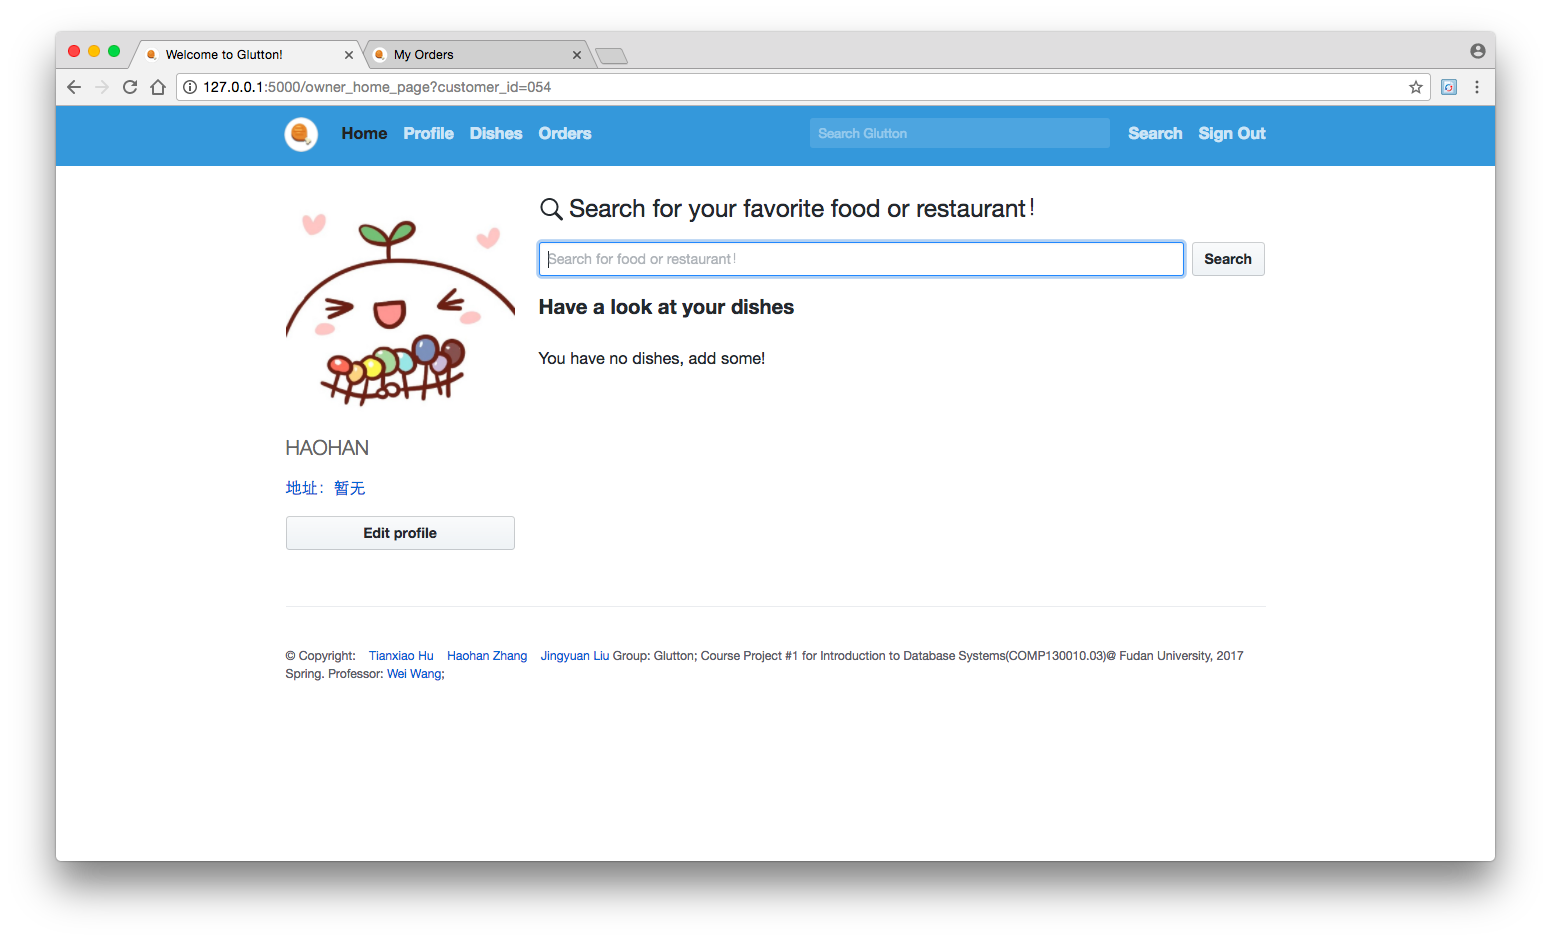 Welcome to Glutton!
My Orders
127.0.0.1:5000/owner_home_page?customer_id=054
Home Profile Dishes Orders Search Glutton Search Sign Out
Search for your favorite food or restaurant!
Search for food or restaurant! Search
Have a look at your dishes
You have no dishes, add some!
HAOHAN
地址：暂无
Edit profile
© Copyright: Tianxiao Hu Haohan Zhang Jingyuan Liu Group: Glutton; Course Project #1 for Introduction to Database Systems(COMP130010.03)@ Fudan University, 2017
Spring. Professor: Wei Wang;